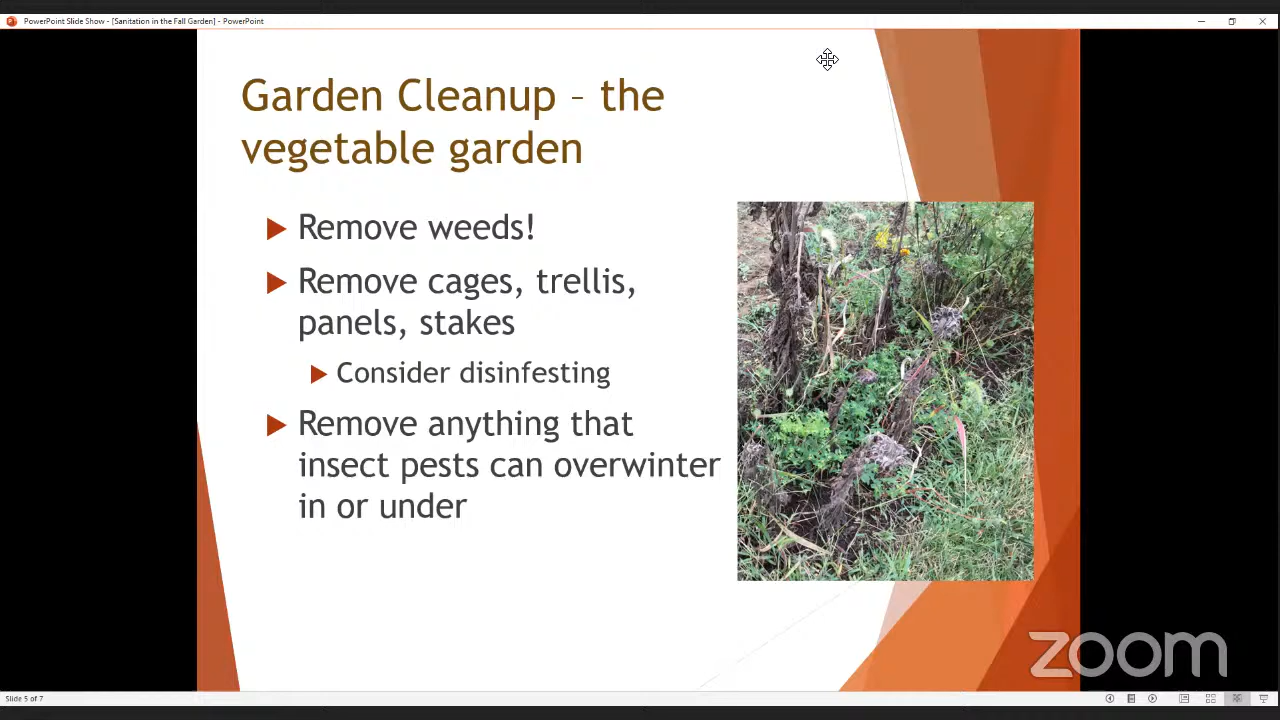 PowerPoint Slide Show - [Sanitation in the Fall Garden] - PowerPoint
Garden Cleanup – the
vegetable garden
Remove weeds!
Remove cages, trellis,
panels, stakes
Consider disinfesting
Remove anything that
insect pests can overwinter
in or under
zoom
Slide 5 of 7